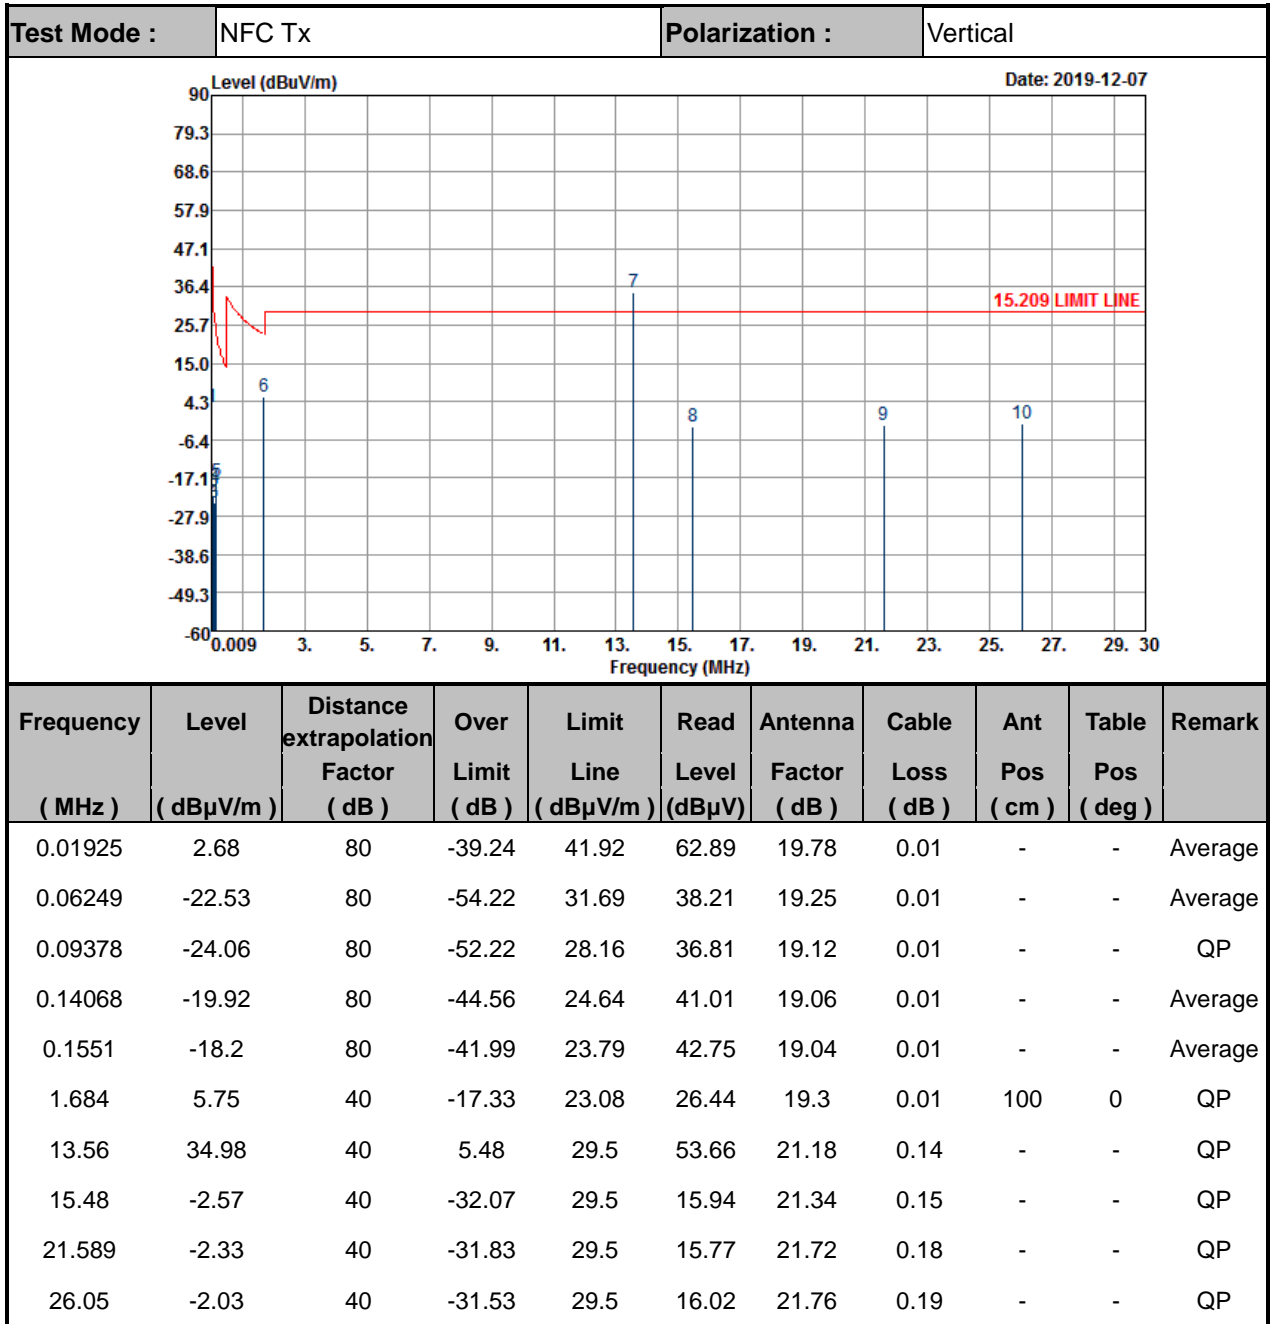 Test Mode : NFC Tx Polarization : Vertical
Level (dBuV/m) Date: 2019-12-07
90
79.3
68.6
57.9
47.1
36.4
25.7
15.0
4.3
-6.4
-17.1
-27.9
-38.6
-49.3
-60
15.209 LIMIT LINE
5
6
7
8
9
10
0.009 3. 5. 7. 9. 11. 13. 15. 17. 19. 21. 23. 25. 27. 29. 30
Frequency (MHz)
Frequency Level Distance extrapolation Over Limit Read Antenna Cable Ant Table Remark
Factor Limit Line Level Factor Loss Pos Pos
( MHz ) ( dBµV/m ) ( dB ) ( dB ) ( dBµV/m ) (dBµV) ( dB ) ( dB ) ( cm ) ( deg )
0.01925 2.68 80 -39.24 41.92 62.89 19.78 0.01 - - Average
0.06249 -22.53 80 -54.22 31.69 38.21 19.25 0.01 - - Average
0.09378 -24.06 80 -52.22 28.16 36.81 19.12 0.01 - - QP
0.14068 -19.92 80 -44.56 24.64 41.01 19.06 0.01 - - Average
0.1551 -18.2 80 -41.99 23.79 42.75 19.04 0.01 - - Average
1.684 5.75 40 -17.33 23.08 26.44 19.3 0.01 100 0 QP
13.56 34.98 40 5.48 29.5 53.66 21.18 0.14 - - QP
15.48 -2.57 40 -32.07 29.5 15.94 21.34 0.15 - - QP
21.589 -2.33 40 -31.83 29.5 15.77 21.72 0.18 - - QP
26.05 -2.03 40 -31.53 29.5 16.02 21.76 0.19 - - QP